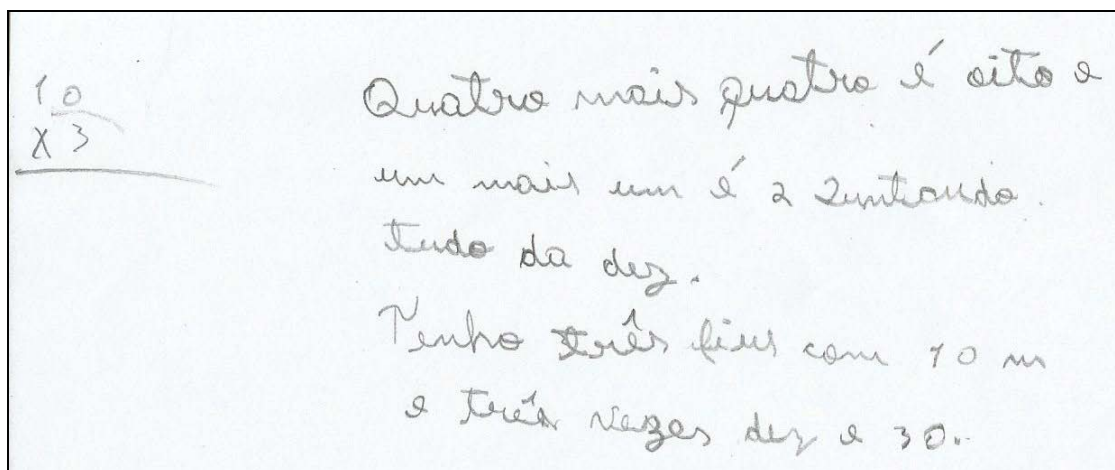 10
x 3
Quatro mais quatro é oito e
um mais um é 2 Juntando.
tudo da dez.
Tenho três fius com 10 m
e três vezes dez e 30.